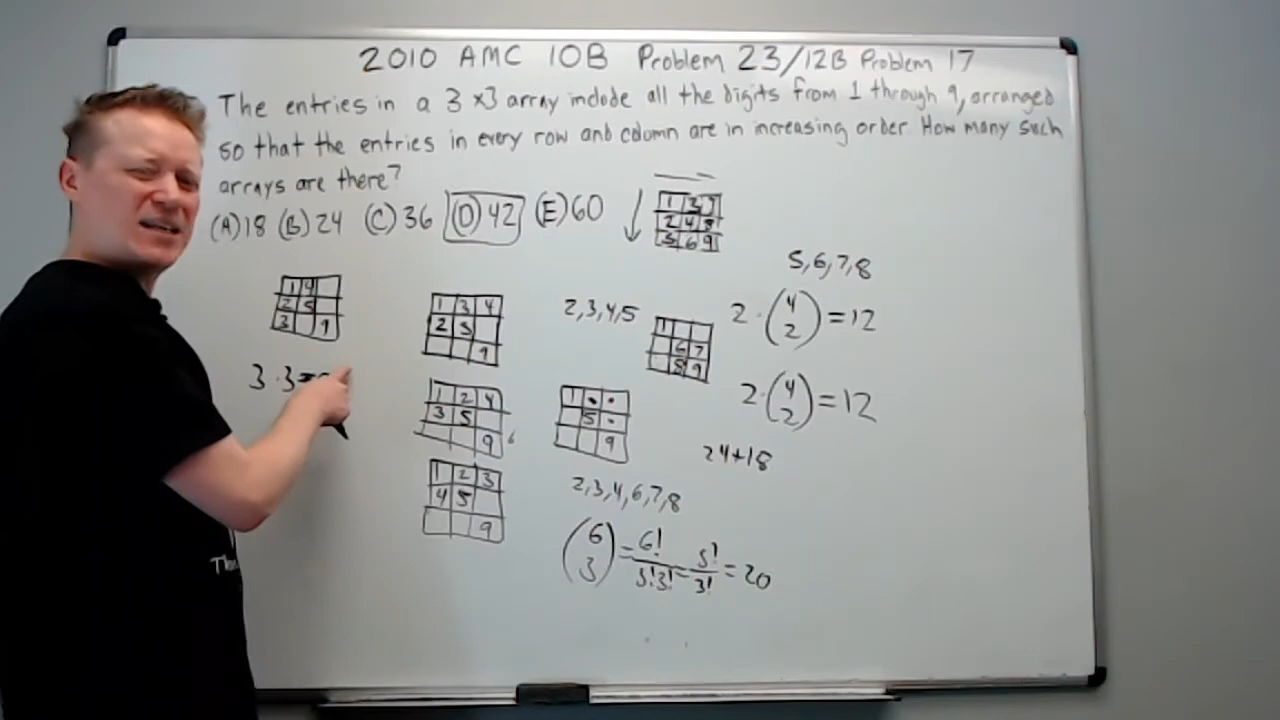 2010 AMC 10B Problem 23/12B Problem 17
The entries in a 3 x3 array include all the digits from 1 through 9, arranged
so that the entries in every row and column are in increasing order. How many such
arrays are there?
(A) 18 (B) 24 (C) 36 (D) 42 (E) 60
1 3 7
2 4 8
5 6 9
1 4
2 5
3 9
3 · 3 =
1 3 4
2 5
9
1 2 4
3 5
9
1 2 3
4 5
9
2,3,4,5
1
6 7
8 9
5,6,7,8
2 · (4 2) = 12
2 · (4 2) = 12
24+18
1
5
9
2,3,4,6,7,8
(6 3) = 6!/3!3! = 5!/3! = 20